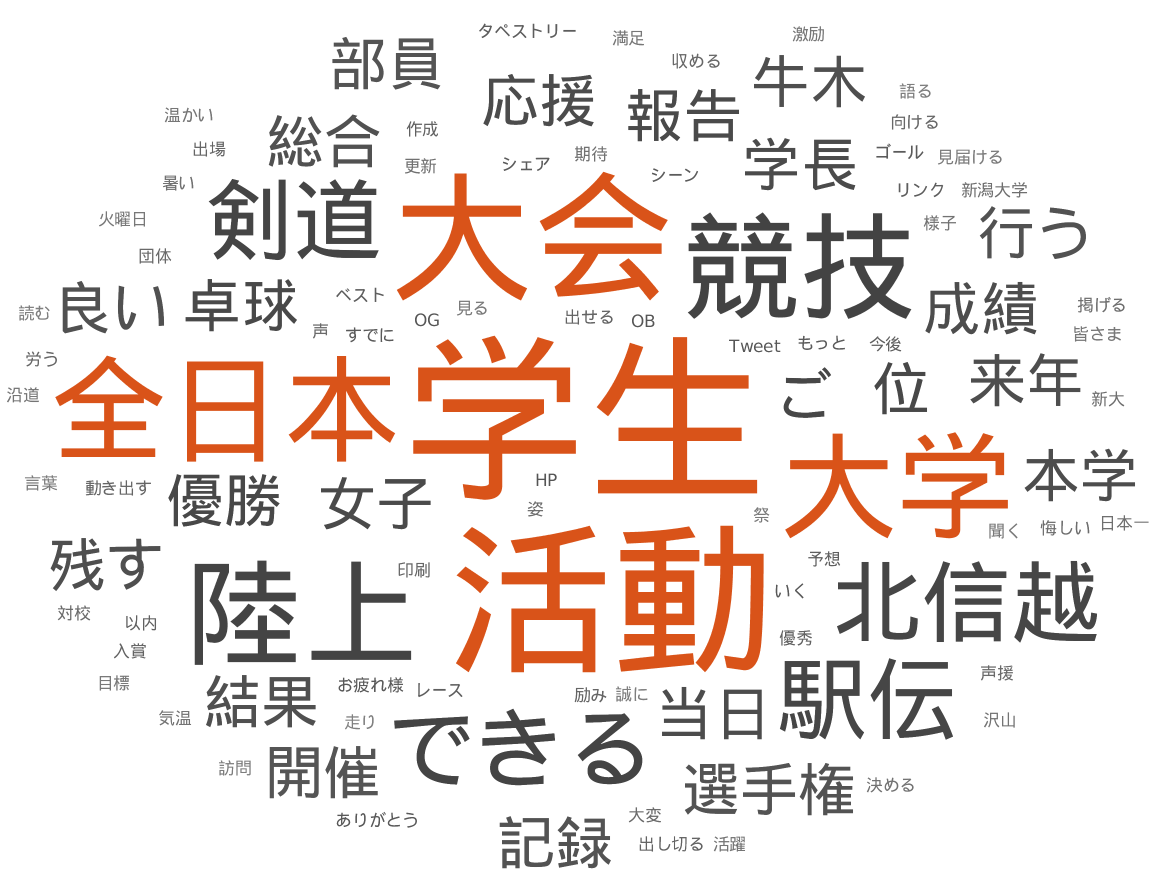 タペストリー 満足 激励
部員 収める 牛木
応援 報告 語る
温かい 総合 作成 向ける
出場 シェア 期待 学長 ゴール 見届ける
暑い 更新 シーン リンク 新潟大学
火曜日 剣道 大会 競技 様子 行う
団体
読む 良い 卓球 ベスト 見る 成績 掲げる
声 すでに OG 出せる OB 皆さま
労う Tweet もっと 今後
沿道 全日本 学生 ご 位 来年 新大
言葉 動き出す 優勝 女子 HP 大学 本学
姿 祭 聞く 悔しい 日本一
残す 印刷 予想
対校 陸上 活動 いく 北信越
以内 優秀
入賞
目標 結果 お疲れ様 レース 励み 誠に 当日 駅伝 声援
気温 走り できる 沢山
訪問 開催 選手権 決める
ありがとう 記録 大変
出し切る 活躍